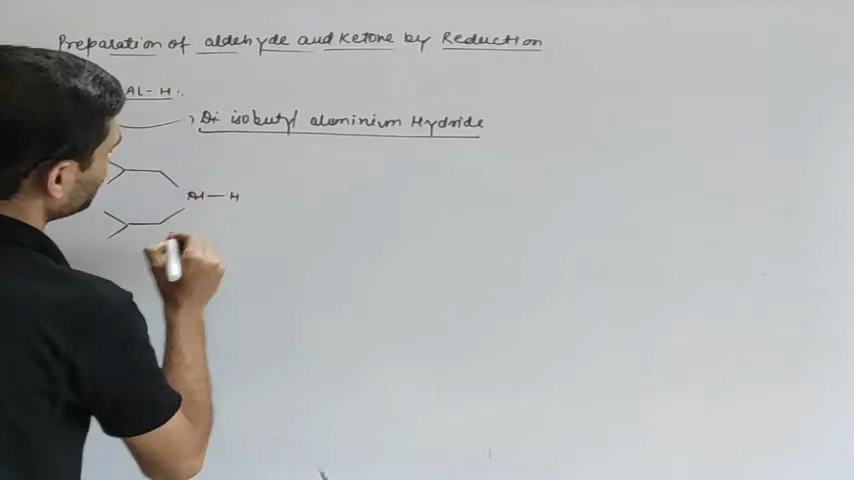 Preparation of aldehyde and Ketone by Reduction
Al-H :.
Di isobutyl aluminium Hydride
Al—H